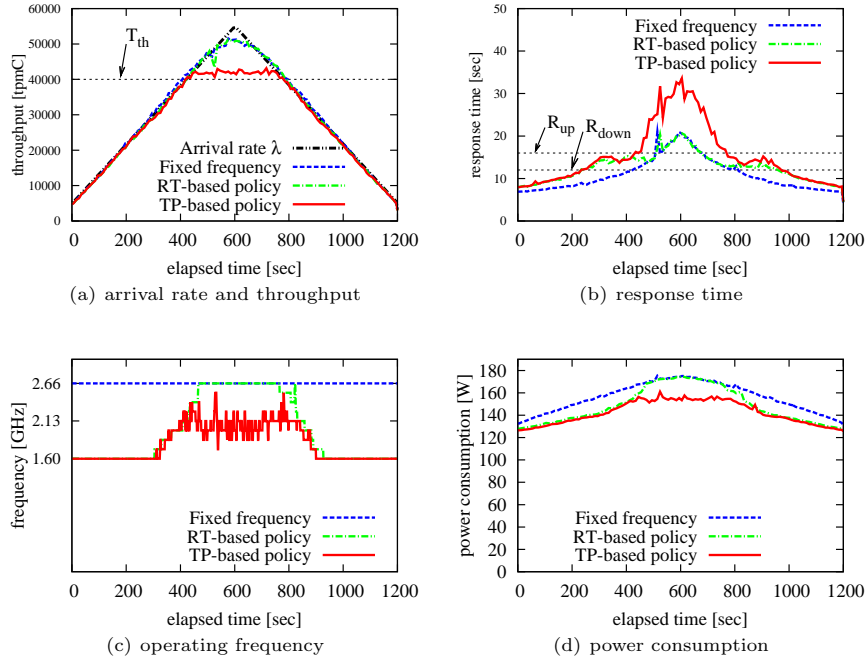 60000
50000
40000
30000
20000
10000
0
throughput [tpmC]
T_th
Arrival rate λ
Fixed frequency
RT-based policy
TP-based policy
0 200 400 600 800 1000 1200
elapsed time [sec]
(a) arrival rate and throughput
50
40
30
20
10
0
response time [sec]
Fixed frequency
RT-based policy
TP-based policy
R_up
R_down
0 200 400 600 800 1000 1200
elapsed time [sec]
(b) response time
2.66
2.13
1.60
frequency [GHz]
Fixed frequency
RT-based policy
TP-based policy
0 200 400 600 800 1000 1200
elapsed time [sec]
(c) operating frequency
180
160
140
120
100
80
60
40
20
0
power consumption [W]
Fixed frequency
RT-based policy
TP-based policy
0 200 400 600 800 1000 1200
elapsed time [sec]
(d) power consumption